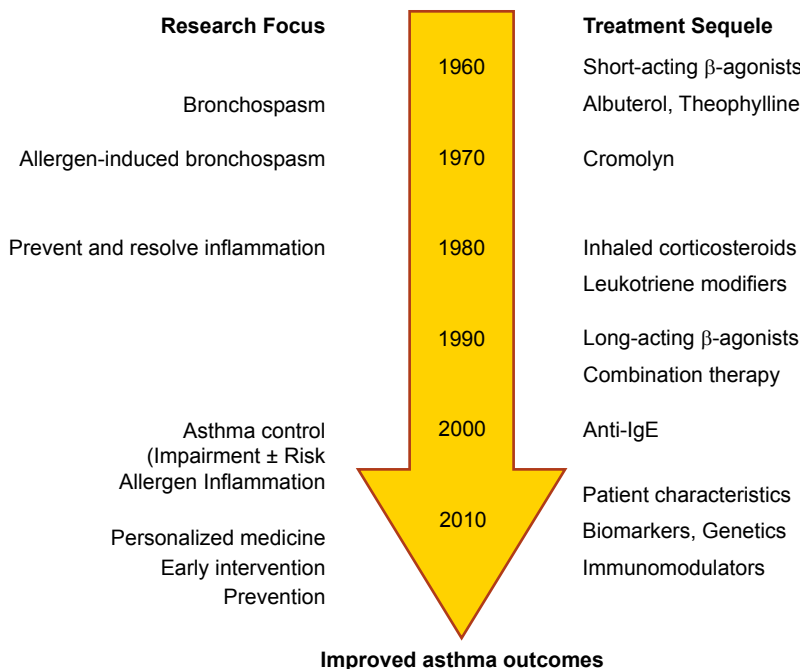 Research Focus
Treatment Sequele
1960
Short-acting β-agonists
Bronchospasm
Albuterol, Theophylline
Allergen-induced bronchospasm
1970
Cromolyn
Prevent and resolve inflammation
1980
Inhaled corticosteroids
Leukotriene modifiers
1990
Long-acting β-agonists
Combination therapy
Asthma control
2000
Anti-IgE
(Impairment ± Risk
Allergen Inflammation
Patient characteristics
2010
Personalized medicine
Biomarkers, Genetics
Early intervention
Immunomodulators
Prevention
Improved asthma outcomes